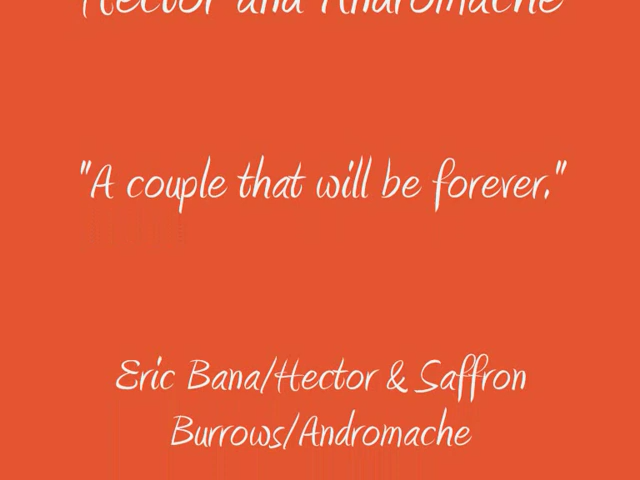 Hector and Andromache
"A couple that will be forever."
Eric Bana/Hector & Saffron
Burrows/Andromache